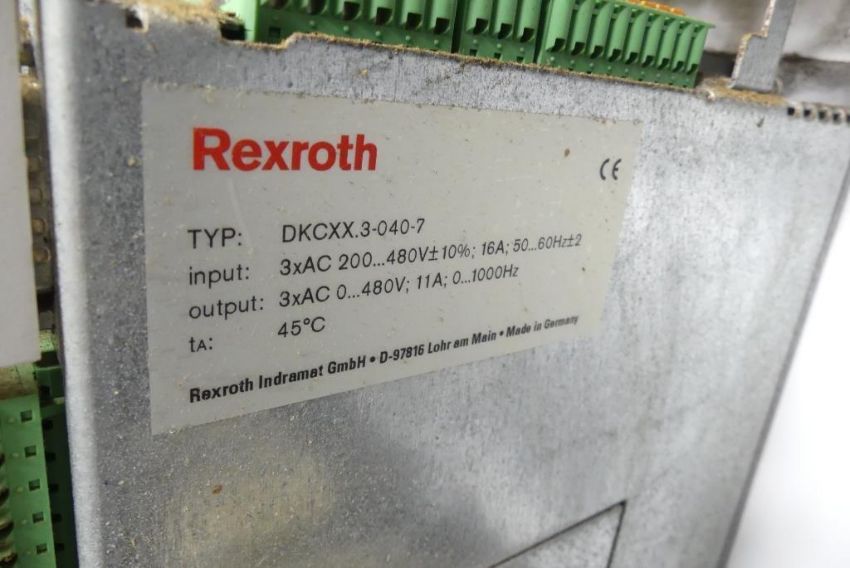 Rexroth
CE
TYP: DKCXX.3-040-7
input: 3xAC 200...480V±10%; 16A; 50...60Hz±2
output: 3xAC 0...480V; 11A; 0...1000Hz
tA: 45°C
Rexroth Indramat GmbH • D-97816 Lohr am Main • Made in Germany